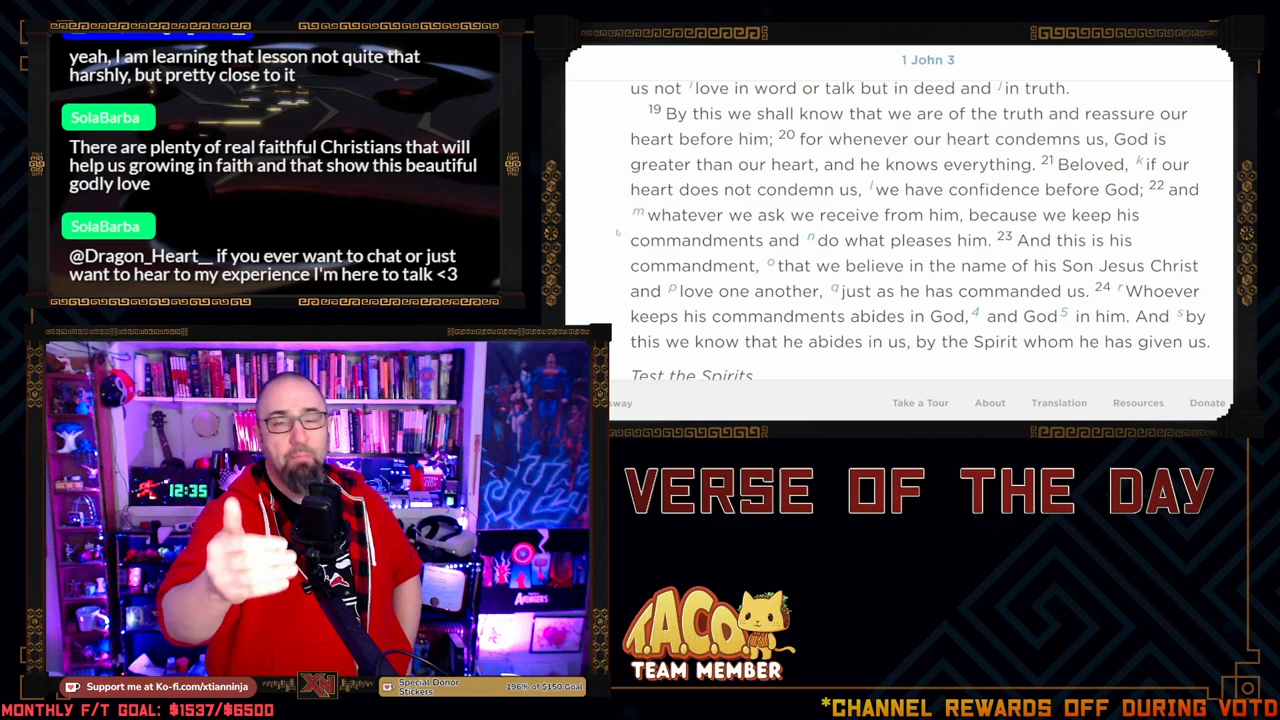 yeah, I am learning that lesson not quite that
harshly, but pretty close to it
SolaBarba
There are plenty of real faithful Christians that will
help us growing in faith and that show this beautiful
godly love
SolaBarba
@Dragon_Heart__ if you ever want to chat or just
want to hear to my experience I'm here to talk <3
1 John 3
us not i love in word or talk but in deed and j in truth.
19 By this we shall know that we are of the truth and reassure our
heart before him; 20 for whenever our heart condemns us, God is
greater than our heart, and he knows everything. 21 Beloved, k if our
heart does not condemn us, l we have confidence before God; 22 and
m whatever we ask we receive from him, because we keep his
commandments and n do what pleases him. 23 And this is his
commandment, o that we believe in the name of his Son Jesus Christ
and p love one another, q just as he has commanded us. 24 r Whoever
keeps his commandments abides in God,4 and God5 in him. And s by
this we know that he abides in us, by the Spirit whom he has given us.
Test the Spirits
sway
Take a Tour
About
Translation
Resources
Donate
12:35
AVENGERS
VERSE OF THE DAY
T.A.C.O.
TEAM MEMBER
Support me at Ko-fi.com/xtianninja
XN
Special Donor
Stickers
196% of $150 Goal
MONTHLY F/T GOAL: $1537/$6500
*CHANNEL REWARDS OFF DURING VOTD